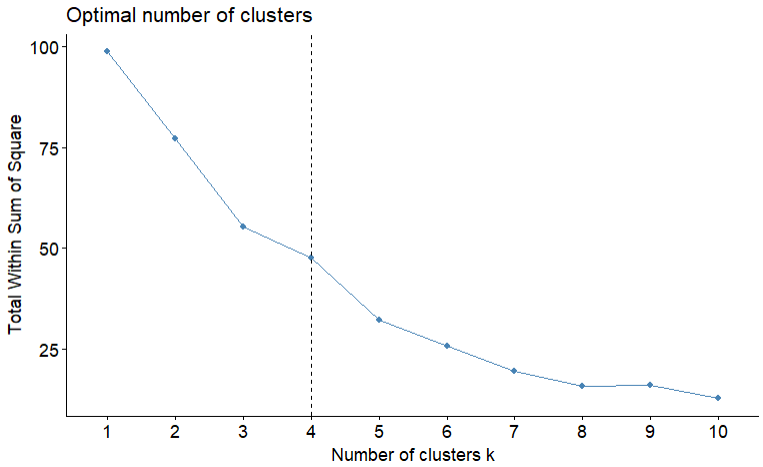 Optimal number of clusters
Total Within Sum of Square
100
75
50
25
1 2 3 4 5 6 7 8 9 10
Number of clusters k